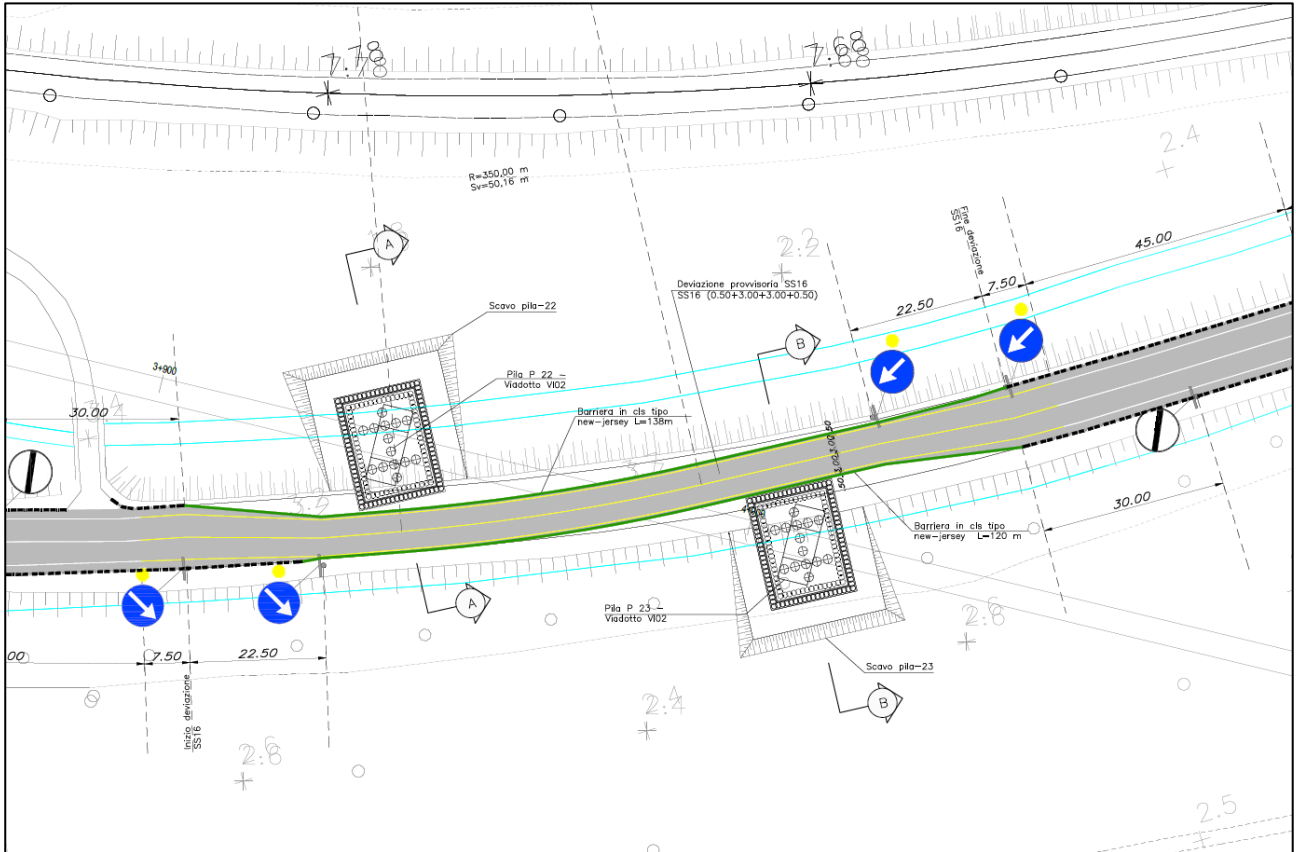 7.78
7.68
2.4
R=350,00 m
Sv=50,16 m
A
2.2
Fine deviazione
SS16
45.00
7.50
22.50
Deviazione provvisoria SS16
SS16 (0.50+3.00+3.00+0.50)
Scavo pila-22
B
3+900
Pila P 22 -
Viadotto VI02
30.00
Barriera in cls tipo
new-jersey L=138m
3.2
30.00
Barriera in cls tipo
new-jersey L=120 m
A
Pila P 23 -
Viadotto VI02
2.6
00
7.50
22.50
Scavo pila-23
Inizio deviazione
SS16
2.4
B
2.6
2.5